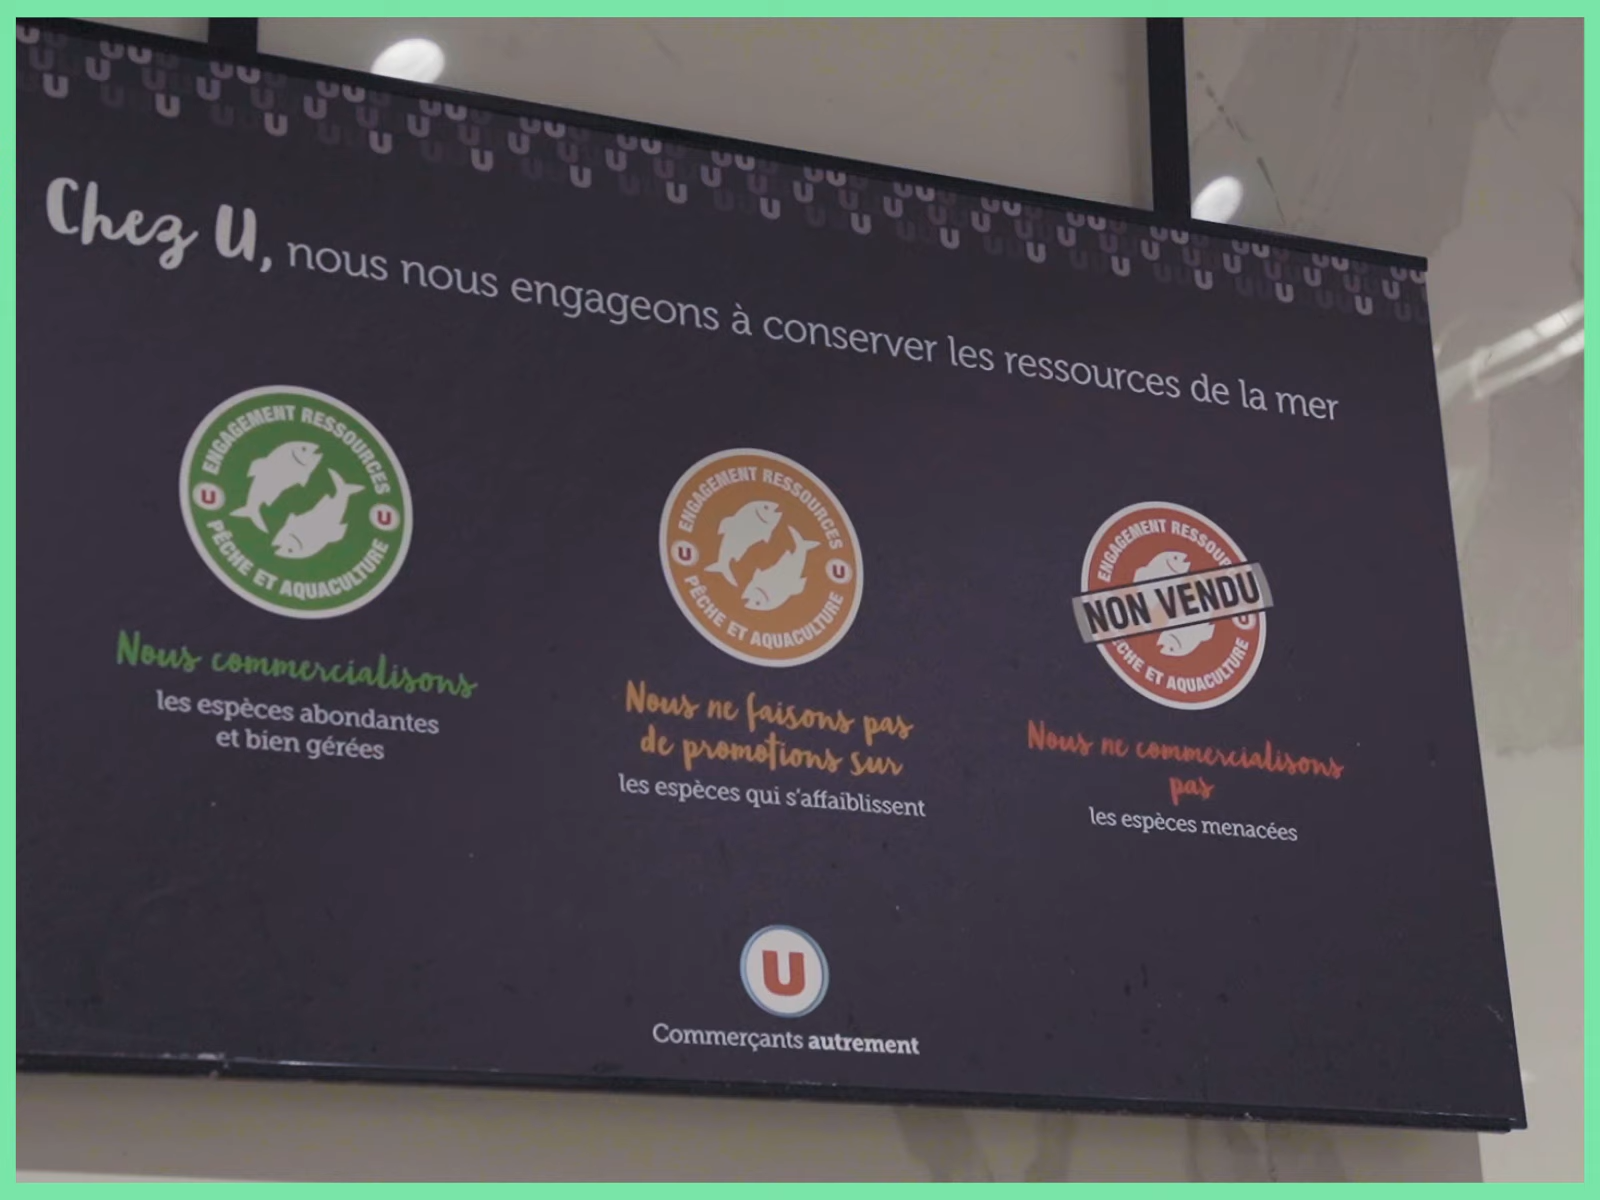 Chez U, nous nous engageons à conserver les ressources de la mer
ENGAGEMENT RESSOURCES
U U
PÊCHE ET AQUACULTURE
Nous commercialisons
les espèces abondantes
et bien gérées
ENGAGEMENT RESSOURCES
U U
PÊCHE ET AQUACULTURE
Nous ne faisons pas
de promotions sur
les espèces qui s'affaiblissent
ENGAGEMENT
NON VENDU
U
ET AQUACULTURE
Nous ne commercialisons
pas
les espèces menacées
U
Commerçants autrement